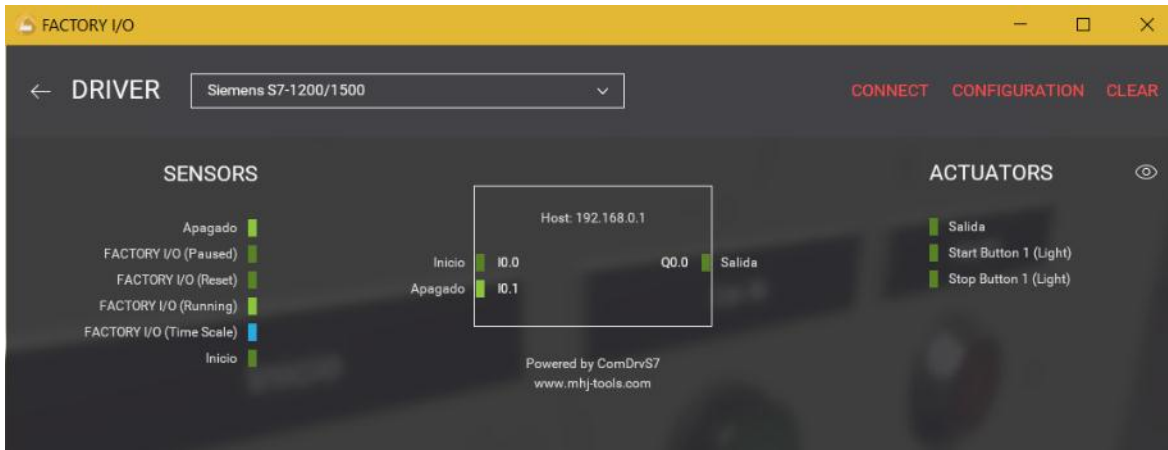 FACTORY I/O
DRIVER
Siemens S7-1200/1500
CONNECT CONFIGURATION CLEAR
SENSORS
Apagado
FACTORY I/O (Paused)
FACTORY I/O (Reset)
FACTORY I/O (Running)
FACTORY I/O (Time Scale)
Inicio
Host: 192.168.0.1
Inicio I0.0 Q0.0 Salida
Apagado I0.1
Powered by ComDrvS7
www.mhj-tools.com
ACTUATORS
Salida
Start Button 1 (Light)
Stop Button 1 (Light)